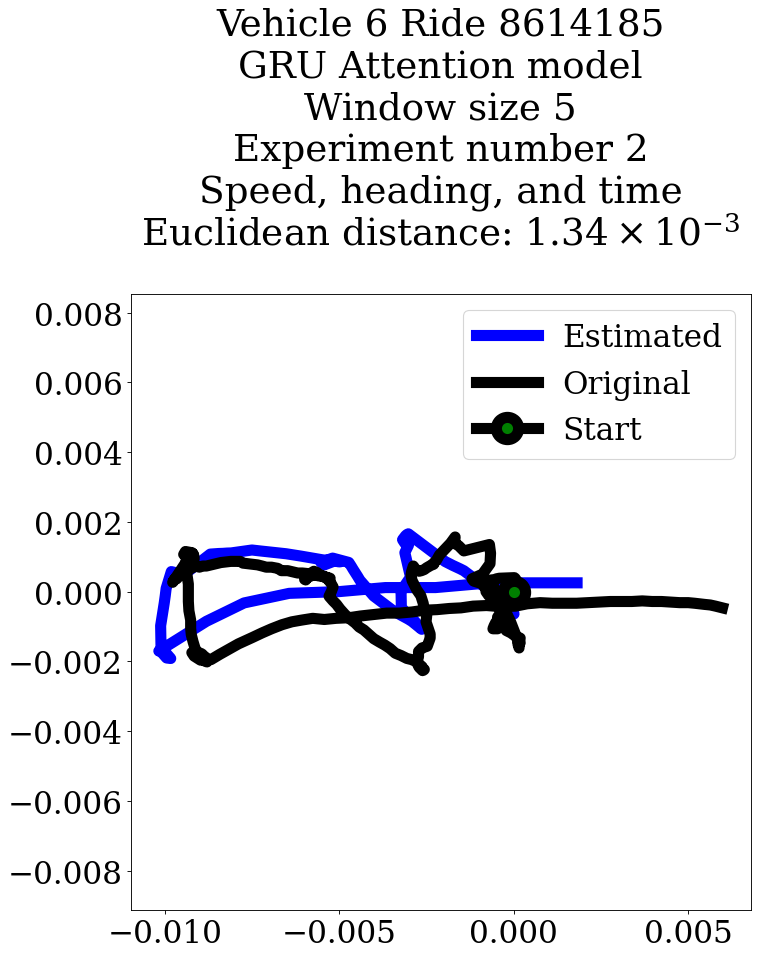 Vehicle 6 Ride 8614185
GRU Attention model
Window size 5
Experiment number 2
Speed, heading, and time
Euclidean distance: 1.34 × 10⁻³
Estimated
Original
Start
0.008
0.006
0.004
0.002
0.000
−0.002
−0.004
−0.006
−0.008
−0.010 −0.005 0.000 0.005